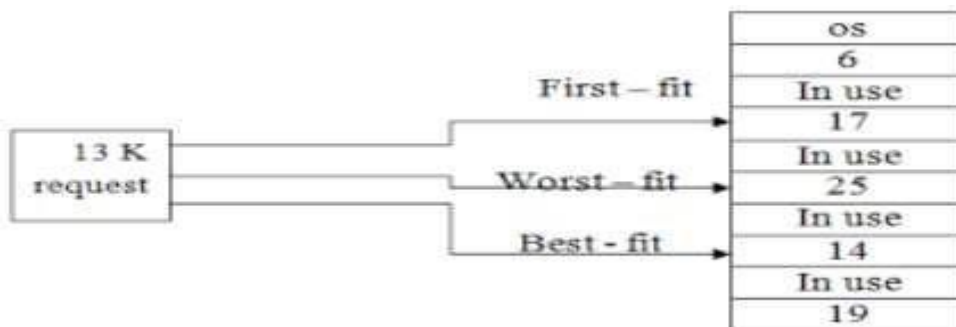 13 K
request
First – fit
Worst – fit
Best - fit
os
6
In use
17
In use
25
In use
14
In use
19